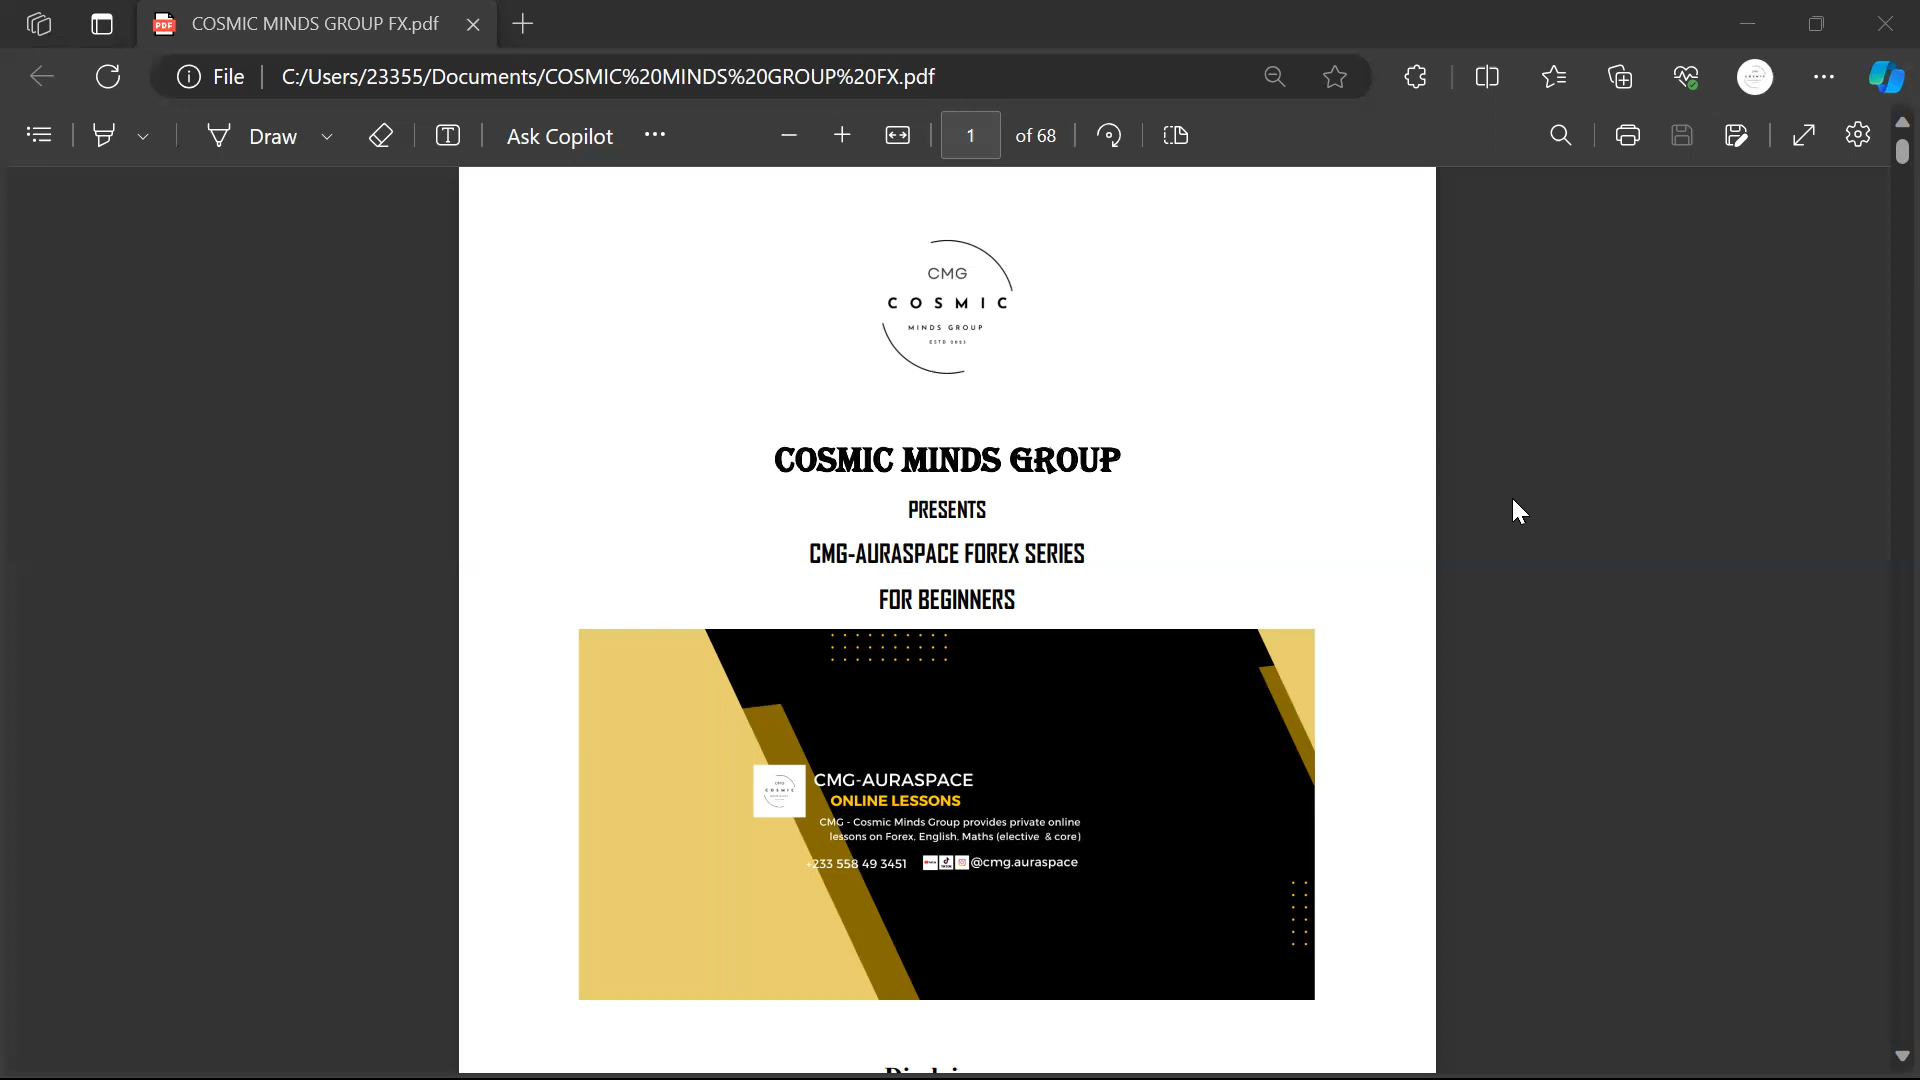 COSMIC MINDS GROUP FX.pdf
File
C:/Users/23355/Documents/COSMIC%20MINDS%20GROUP%20FX.pdf
Draw
Ask Copilot
1 of 68
CMG
COSMIC
MINDS GROUP
ESTD 2023
COSMIC MINDS GROUP
PRESENTS
CMG-AURASPACE FOREX SERIES
FOR BEGINNERS
CMG-AURASPACE
ONLINE LESSONS
CMG - Cosmic Minds Group provides private online
lessons on Forex, English, Maths (elective & core)
+233 558 49 3451
@cmg.auraspace